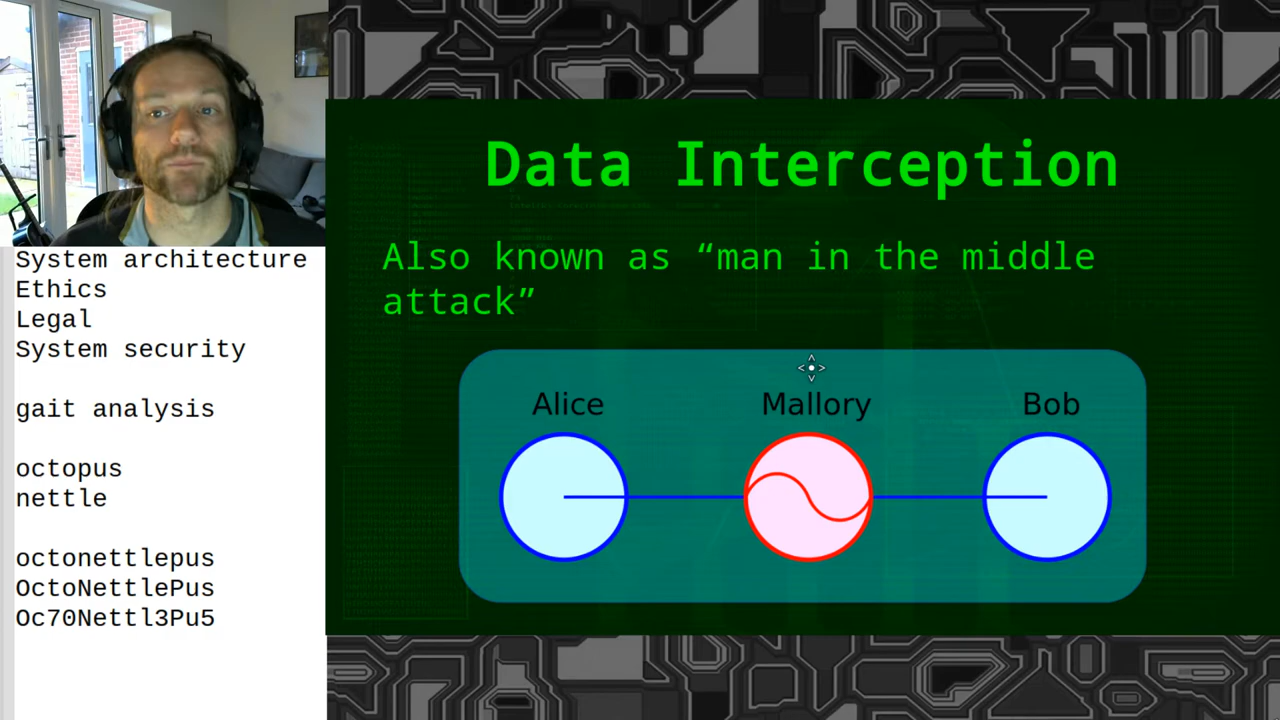 System architecture
Ethics
Legal
System security
gait analysis
octopus
nettle
octonettlepus
OctoNettlePus
Oc70Nettl3Pu5
Data Interception
Also known as “man in the middle
attack”
Alice Mallory Bob